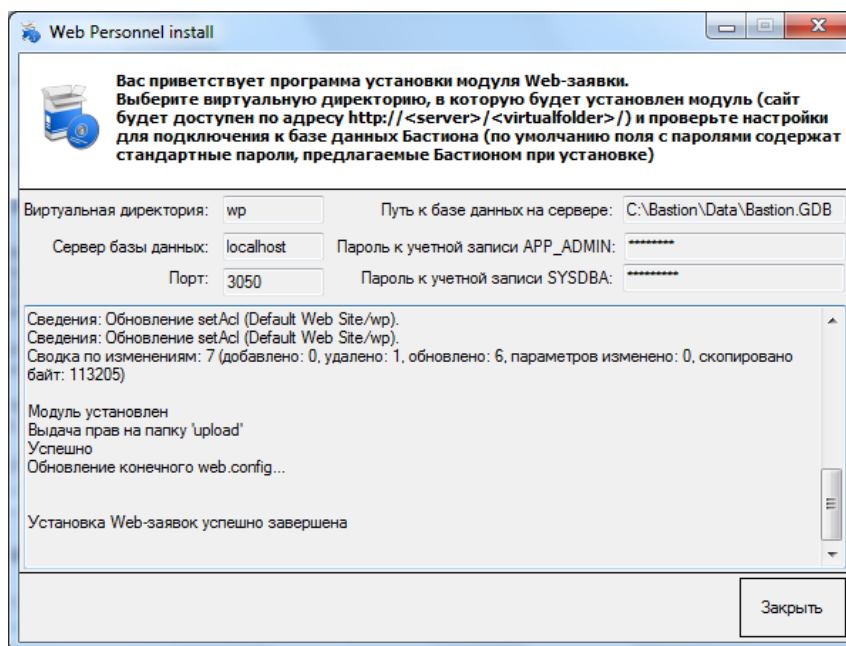 Web Personnel install
Вас приветствует программа установки модуля Web-заявки.
Выберите виртуальную директорию, в которую будет установлен модуль (сайт
будет доступен по адресу http://<server>/<virtualfolder>/) и проверьте настройки
для подключения к базе данных Бастиона (по умолчанию поля с паролями содержат
стандартные пароли, предлагаемые Бастионом при установке)
Виртуальная директория: wp Путь к базе данных на сервере: C:\Bastion\Data\Bastion.GDB
Сервер базы данных: localhost Пароль к учетной записи APP_ADMIN: ********
Порт: 3050 Пароль к учетной записи SYSDBA: *********
Сведения: Обновление setAcl (Default Web Site/wp).
Сведения: Обновление setAcl (Default Web Site/wp).
Сводка по изменениям: 7 (добавлено: 0, удалено: 1, обновлено: 6, параметров изменено: 0, скопировано
байт: 113205)
Модуль установлен
Выдача прав на папку 'upload'
Успешно
Обновление конечного web.config...
Установка Web-заявок успешно завершена
Закрыть